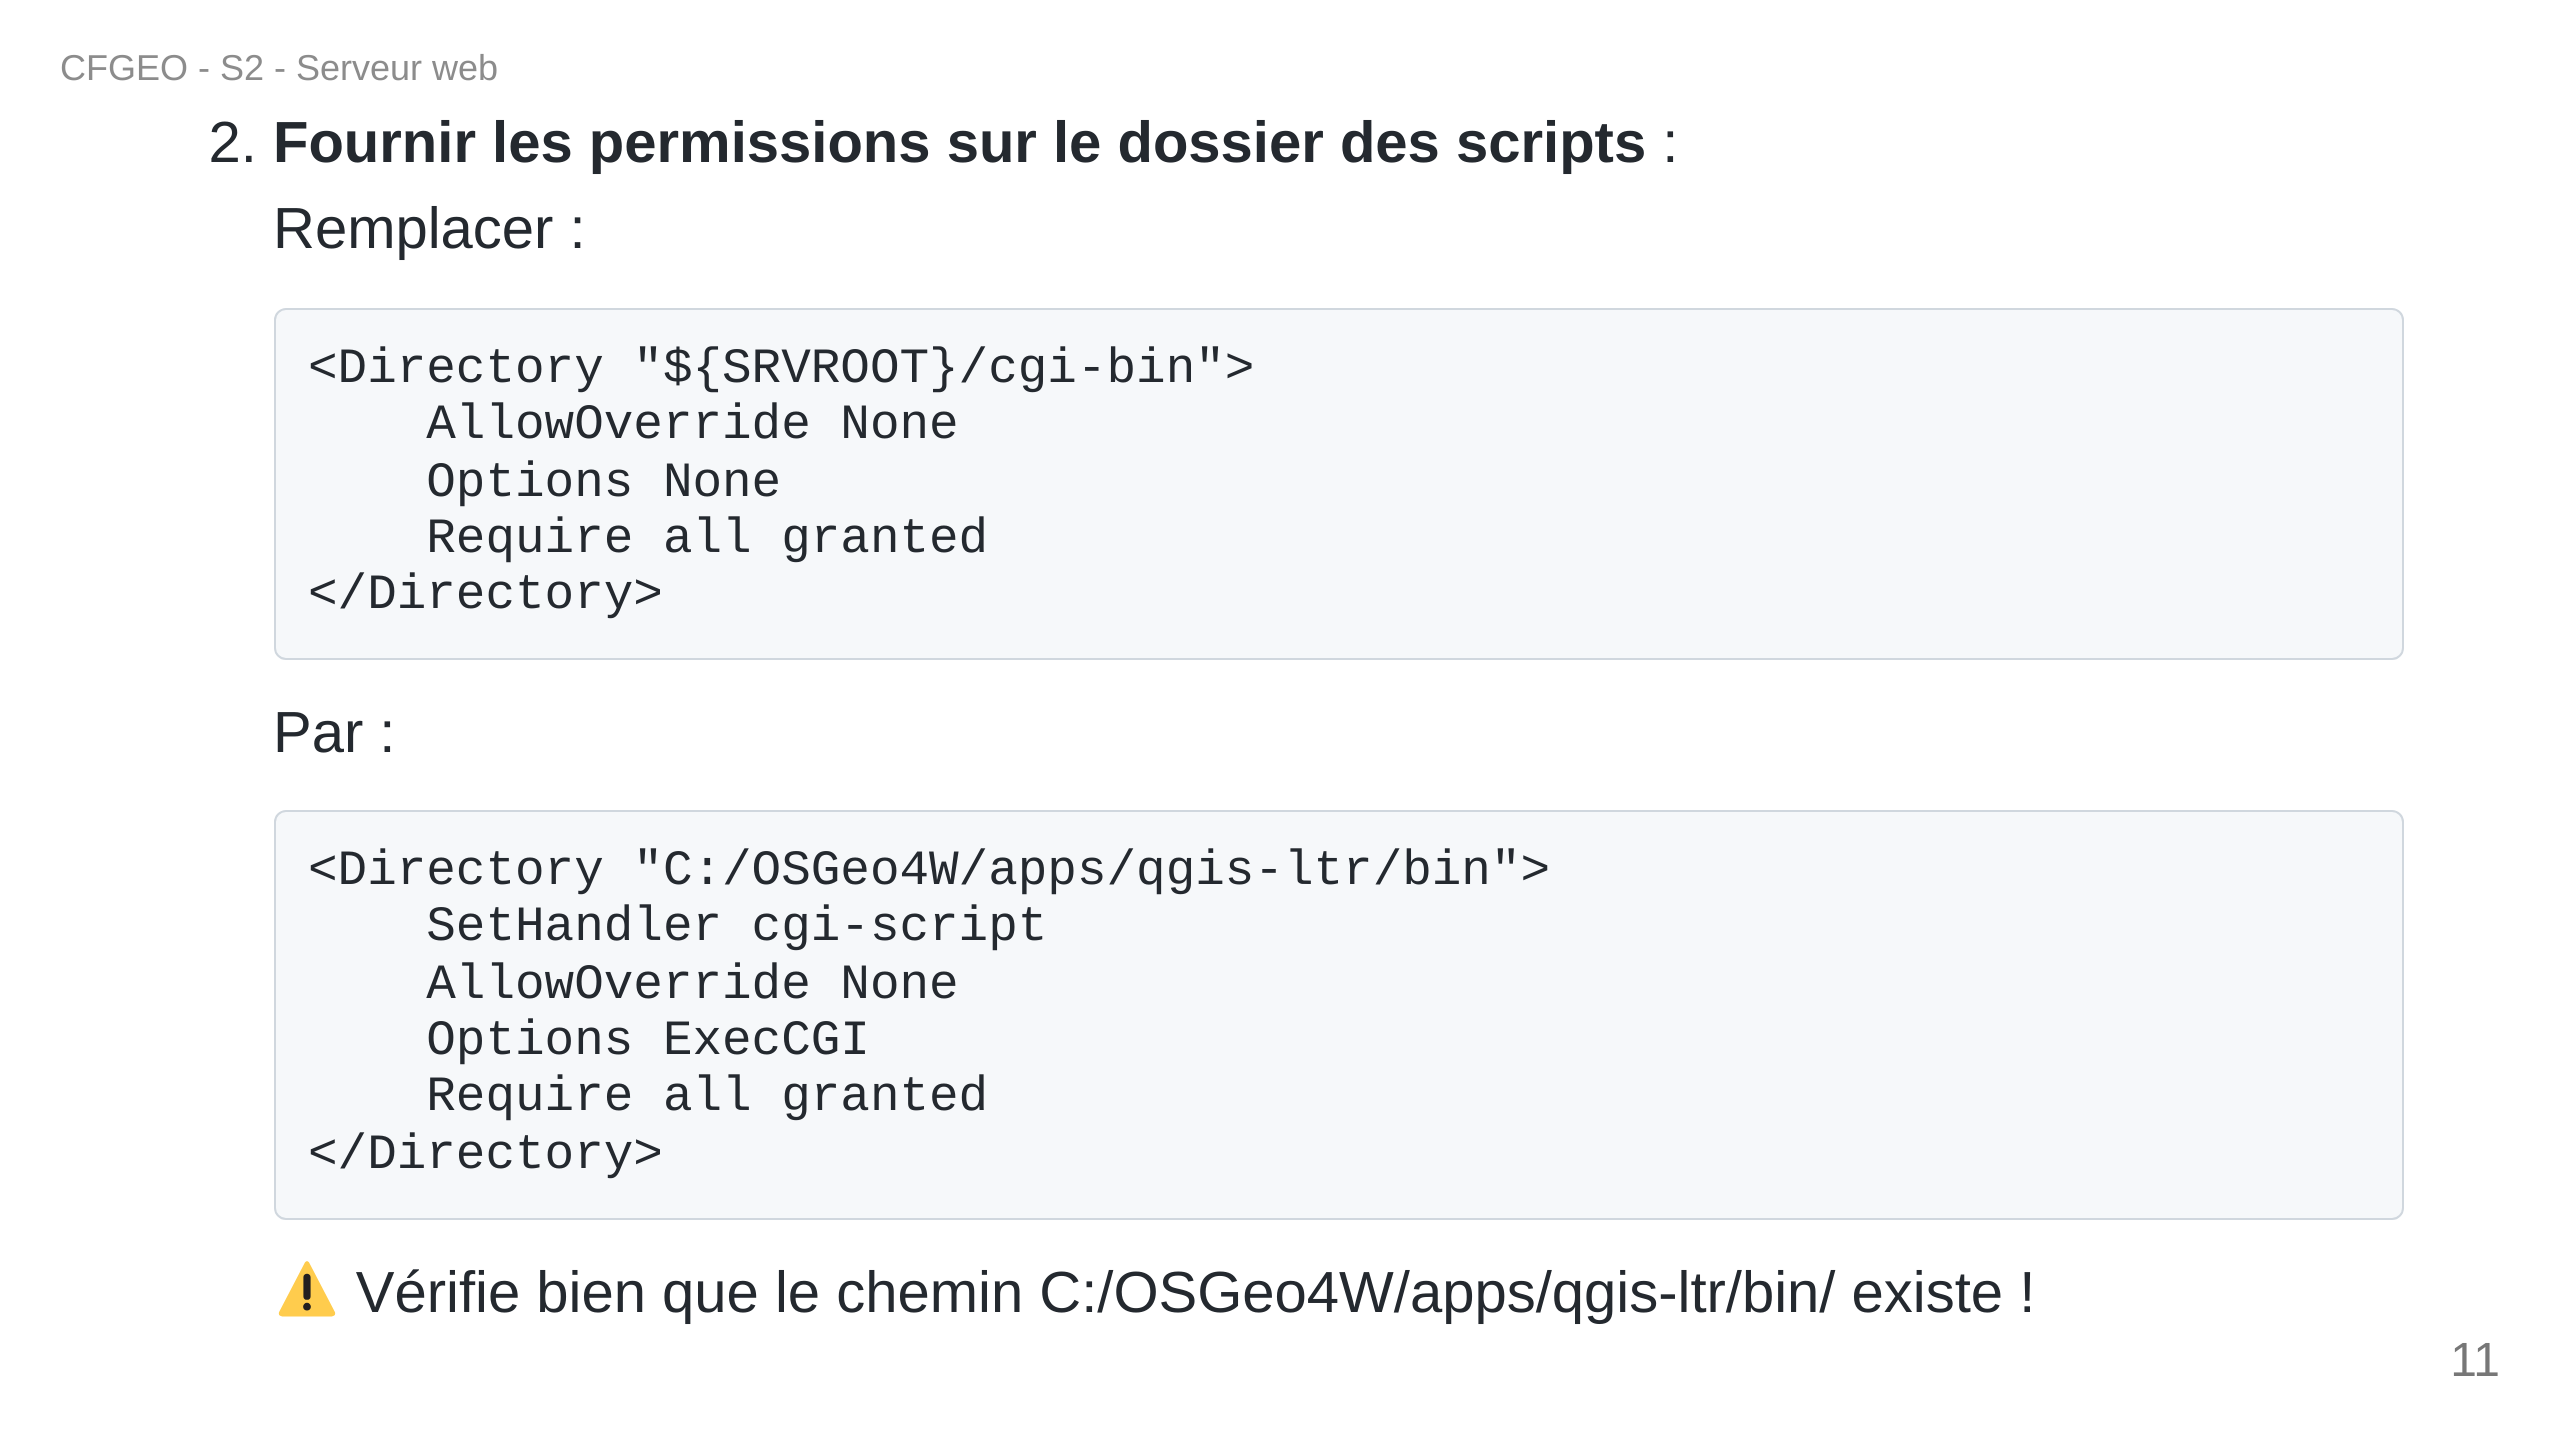 CFGEO - S2 - Serveur web
2. Fournir les permissions sur le dossier des scripts :
Remplacer :
<Directory "${SRVROOT}/cgi-bin">
    AllowOverride None
    Options None
    Require all granted
</Directory>
Par :
<Directory "C:/OSGeo4W/apps/qgis-ltr/bin">
    SetHandler cgi-script
    AllowOverride None
    Options ExecCGI
    Require all granted
</Directory>
⚠️ Vérifie bien que le chemin C:/OSGeo4W/apps/qgis-ltr/bin/ existe !
11